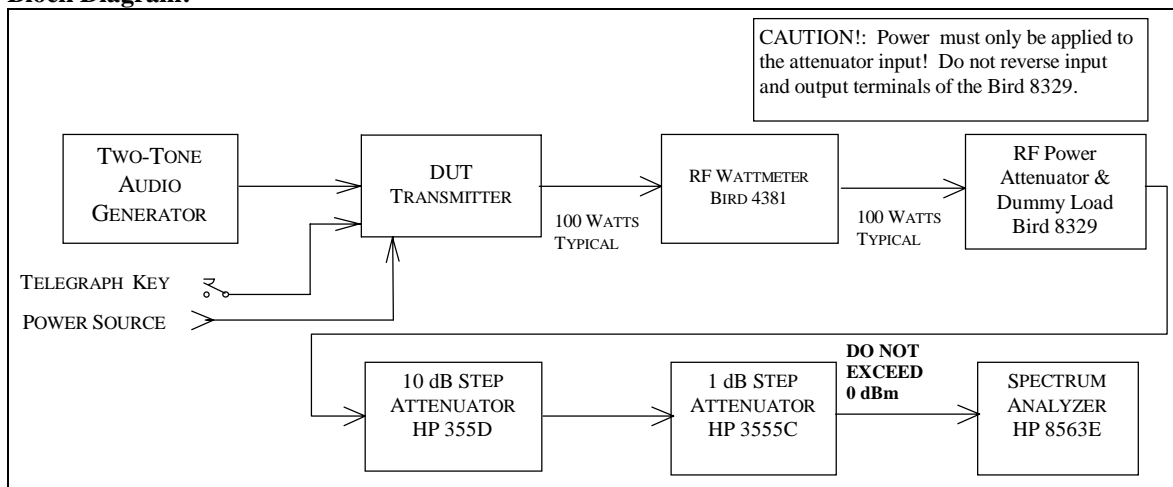 Block Diagram:
CAUTION!: Power must only be applied to
the attenuator input! Do not reverse input
and output terminals of the Bird 8329.
TWO-TONE
AUDIO
GENERATOR
DUT
TRANSMITTER
100 WATTS
TYPICAL
RF WATTMETER
BIRD 4381
100 WATTS
TYPICAL
RF Power
Attenuator &
Dummy Load
Bird 8329
TELEGRAPH KEY
POWER SOURCE
10 dB STEP
ATTENUATOR
HP 355D
1 dB STEP
ATTENUATOR
HP 3555C
DO NOT
EXCEED
0 dBm
SPECTRUM
ANALYZER
HP 8563E